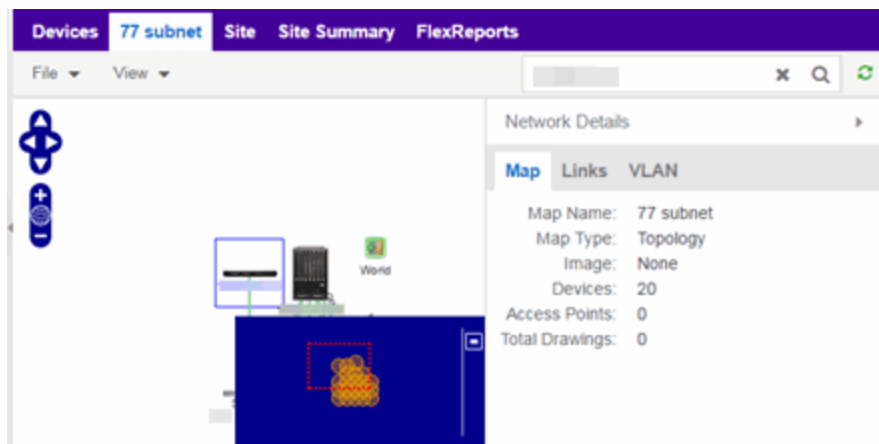 Devices 77 subnet Site Site Summary FlexReports
File View
Network Details
Map Links VLAN
Map Name: 77 subnet
Map Type: Topology
Image: None
Devices: 20
Access Points: 0
Total Drawings: 0
World